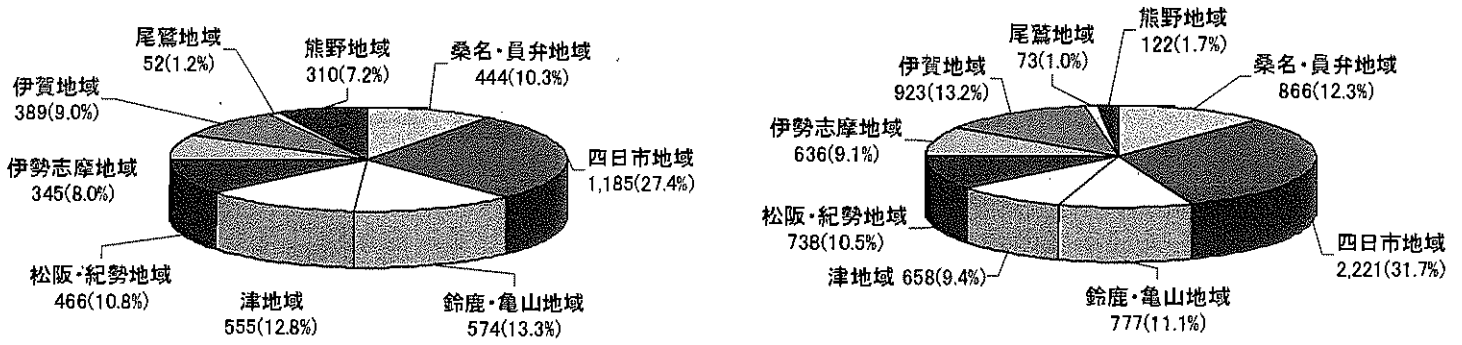 尾鷲地域
52(1.2%)
熊野地域
310(7.2%)
桑名・員弁地域
444(10.3%)
伊賀地域
389(9.0%)
四日市地域
1,185(27.4%)
伊勢志摩地域
345(8.0%)
松阪・紀勢地域
466(10.8%)
津地域
555(12.8%)
鈴鹿・亀山地域
574(13.3%)
熊野地域
122(1.7%)
尾鷲地域
73(1.0%)
桑名・員弁地域
866(12.3%)
伊賀地域
923(13.2%)
伊勢志摩地域
636(9.1%)
松阪・紀勢地域
738(10.5%)
四日市地域
2,221(31.7%)
津地域 658(9.4%)
鈴鹿・亀山地域
777(11.1%)